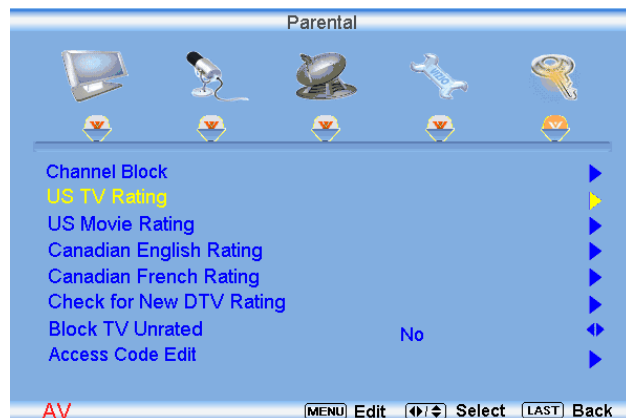 Parental
Channel Block
US TV Rating
US Movie Rating
Canadian English Rating
Canadian French Rating
Check for New DTV Rating
Block TV Unrated No
Access Code Edit
AV MENU Edit Select LAST Back